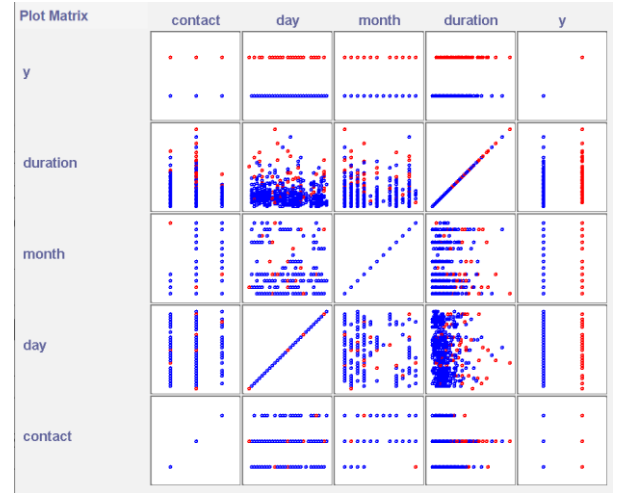 Plot Matrix
contact day month duration y
y
duration
month
day
contact